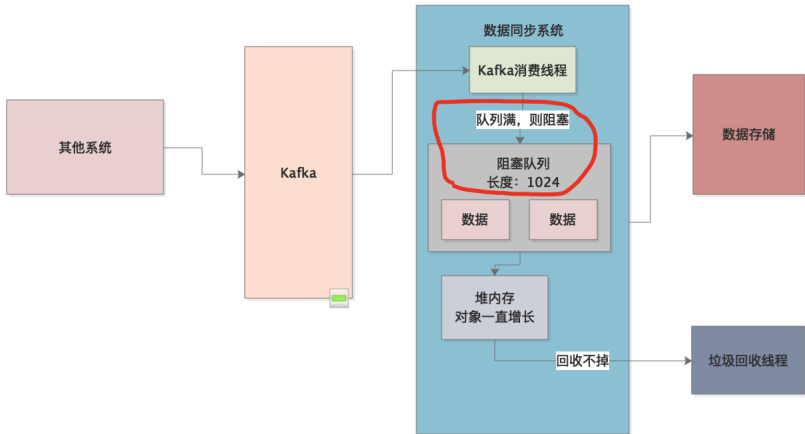 数据同步系统
Kafka消费线程
队列满，则阻塞
其他系统
Kafka
阻塞队列
长度：1024
数据
数据
数据存储
堆内存
对象一直增长
回收不掉
垃圾回收线程